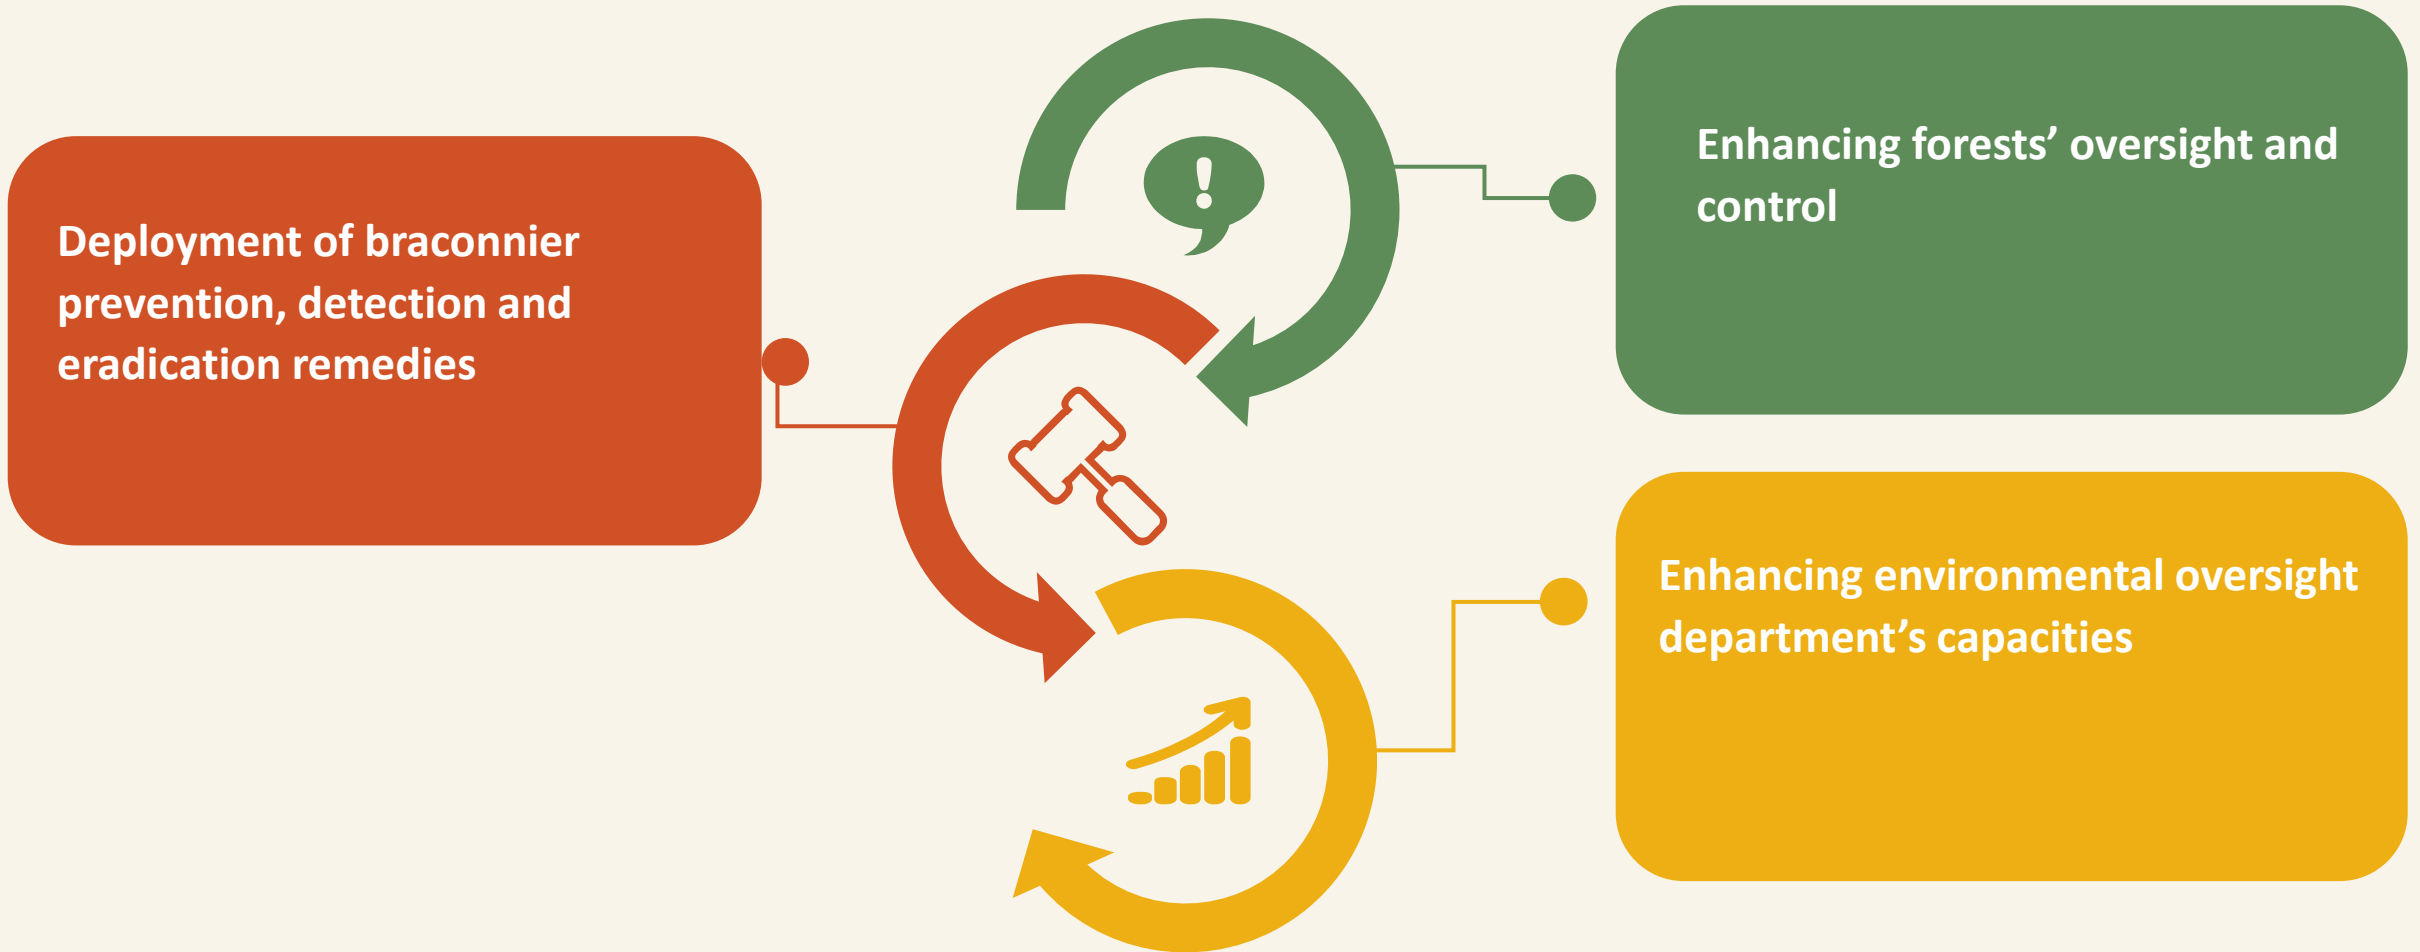 Enhancing forests’ oversight and
control
Deployment of braconnier
prevention, detection and
eradication remedies
Enhancing environmental oversight
department’s capacities